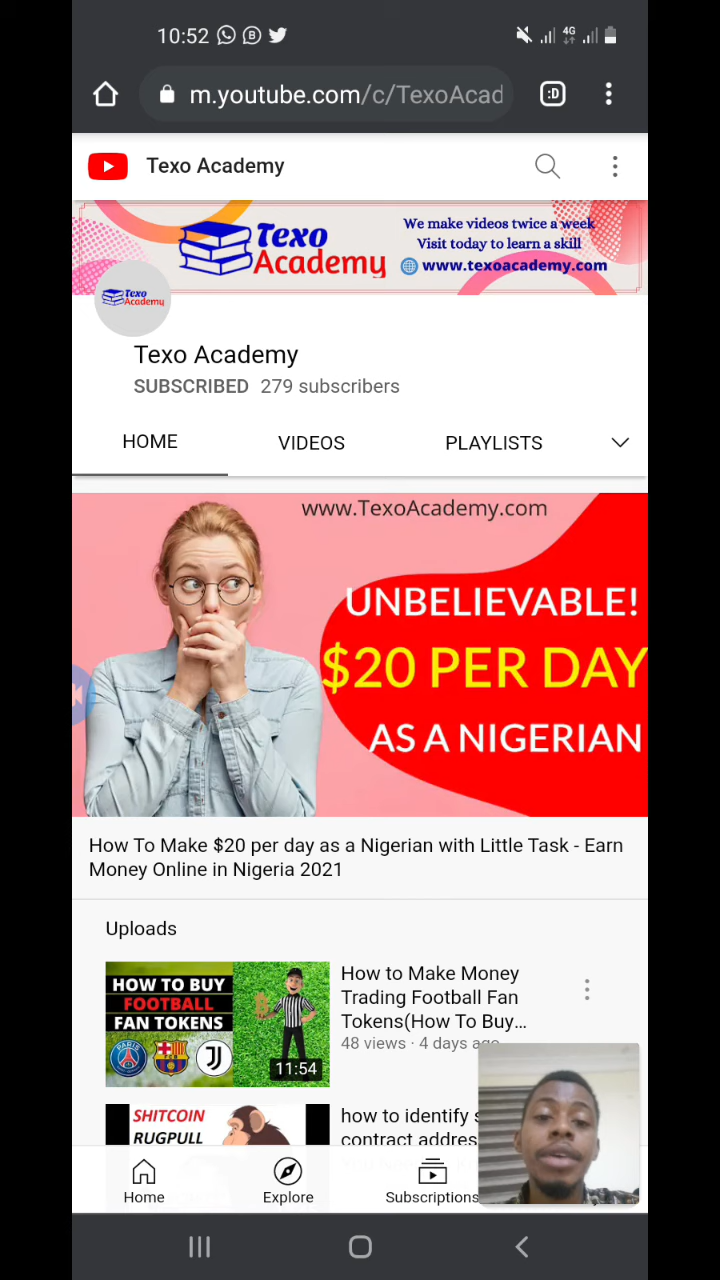 10:52
4G
m.youtube.com/c/TexoAcad
:D
Texo Academy
Texo
Academy
We make videos twice a week
Visit today to learn a skill
www.texoacademy.com
Texo
Academy
Texo Academy
SUBSCRIBED 279 subscribers
HOME VIDEOS PLAYLISTS
www.TexoAcademy.com
UNBELIEVABLE!
$20 PER DAY
AS A NIGERIAN
How To Make $20 per day as a Nigerian with Little Task - Earn
Money Online in Nigeria 2021
Uploads
HOW TO BUY
FOOTBALL
FAN TOKENS
PARIS
11:54
How to Make Money
Trading Football Fan
Tokens(How To Buy...
48 views · 4 days ago
SHITCOIN
RUGPULL
how to identify
contract addres
Home Explore Subscriptions